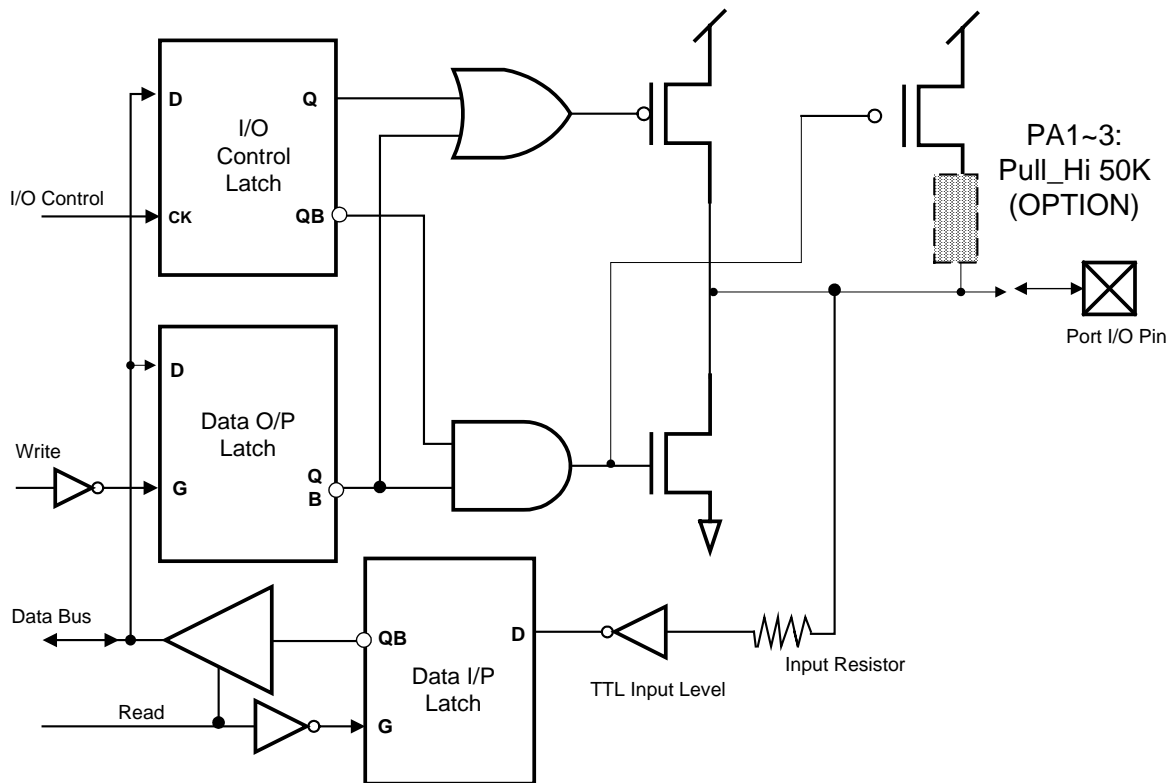 D
Q
I/O
Control
Latch
I/O Control
CK
QB
PA1~3:
Pull_Hi 50K
(OPTION)
Port I/O Pin
D
Data O/P
Latch
Write
G
Q
B
Data Bus
QB
D
Data I/P
Latch
G
Read
TTL Input Level
Input Resistor